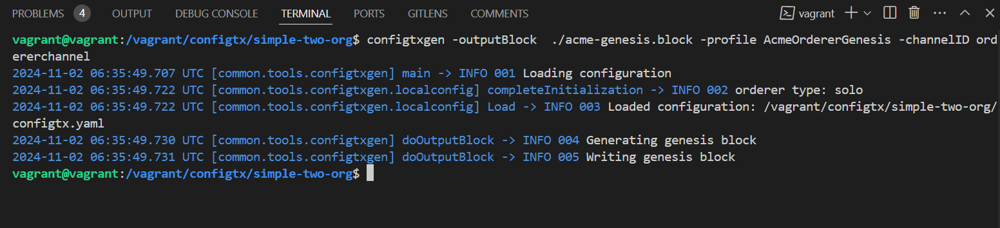 PROBLEMS 4 OUTPUT DEBUG CONSOLE TERMINAL PORTS GITLENS COMMENTS vagrant
vagrant@vagrant:/vagrant/configtx/simple-two-org$ configtxgen -outputBlock  ./acme-genesis.block -profile AcmeOrdererGenesis -channelID ord
ererchannel
2024-11-02 06:35:49.707 UTC [common.tools.configtxgen] main -> INFO 001 Loading configuration
2024-11-02 06:35:49.722 UTC [common.tools.configtxgen.localconfig] completeInitialization -> INFO 002 orderer type: solo
2024-11-02 06:35:49.722 UTC [common.tools.configtxgen.localconfig] Load -> INFO 003 Loaded configuration: /vagrant/configtx/simple-two-org/
configtx.yaml
2024-11-02 06:35:49.730 UTC [common.tools.configtxgen] doOutputBlock -> INFO 004 Generating genesis block
2024-11-02 06:35:49.731 UTC [common.tools.configtxgen] doOutputBlock -> INFO 005 Writing genesis block
vagrant@vagrant:/vagrant/configtx/simple-two-org$